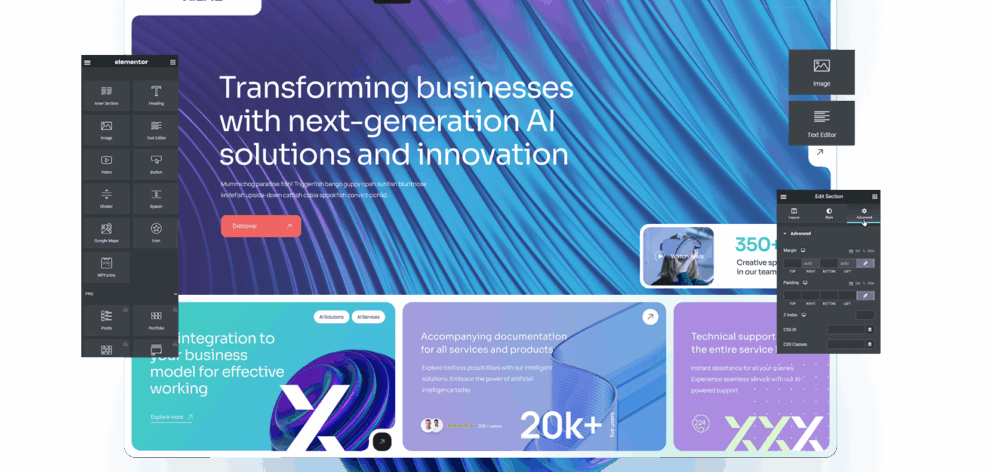 elementor
Inner Section
Heading
Image
Text Editor
Video
Button
Divider
Spacer
Google Maps
Icon
WPForms
PRO
Posts
Portfolio
Transforming businesses
with next-generation AI
solutions and innovation
Mummichog paradise fish! Triggerfish bango guppy opah sunfish bluntnose
knifefish upside-down catfish cobia spookfish convict cichlid.
Image
Text Editor
350+
Creative sp
in our team
Edit Section
Layout
Style
Advanced
Advanced
Margin
auto
auto
TOP RIGHT BOTTOM LEFT
Padding
TOP RIGHT BOTTOM LEFT
Z Index
CSS ID
CSS Classes
AI Solutions
AI Services
integration to
your business
model for effective
working
Explore more
Accompanying documentation
for all services and products
Explore limitless possibilities with our intelligent
solutions. Embrace the power of artificial
intelligence today
20k+ users
20k+
Technical support
the entire service
Instant assistance for all your queries.
Experience seamless service with our AI-
powered support